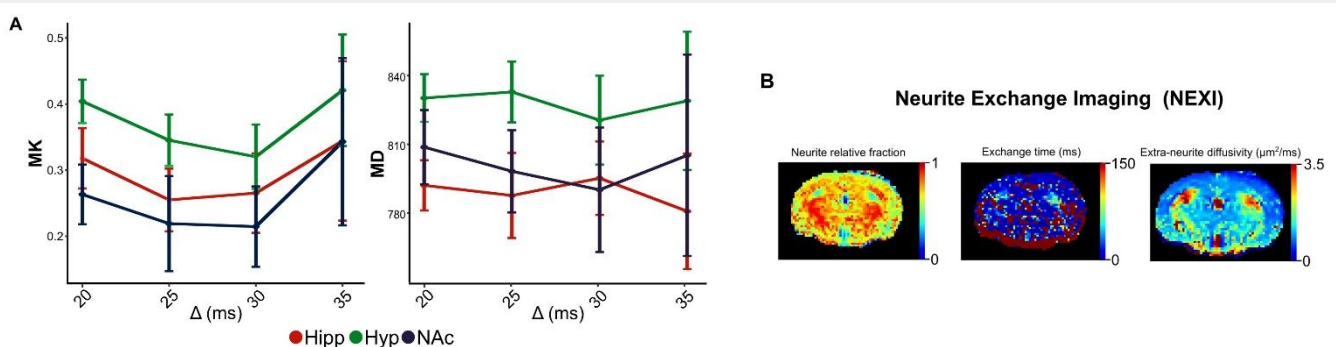 A
MK
0.5
0.4
0.3
0.2
20
25
30
35
Δ (ms)
MD
840
810
780
20
25
30
35
Δ (ms)
Hipp Hyp NAc
B
Neurite Exchange Imaging (NEXI)
Neurite relative fraction
1
0
Exchange time (ms)
150
0
Extra-neurite diffusivity (µm²/ms)
3.5
0